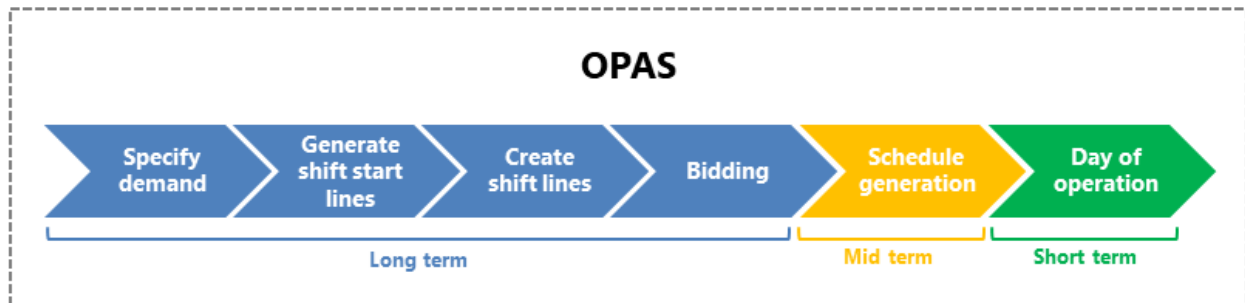 OPAS
Specify
demand
Generate
shift start
lines
Create
shift lines
Bidding
Schedule
generation
Day of
operation
Long term
Mid term
Short term